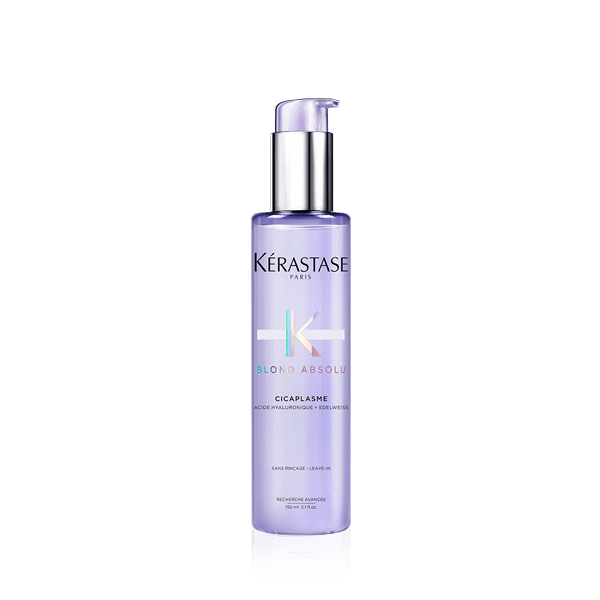 KÉRASTASE
PARIS
K
BLOND ABSOLU
CICAPLASME
ACIDE HYALURONIQUE + EDELWEISS
SANS RINÇAGE - LEAVE-IN
RECHERCHE AVANCÉE
150 ml 5.1 fl.oz